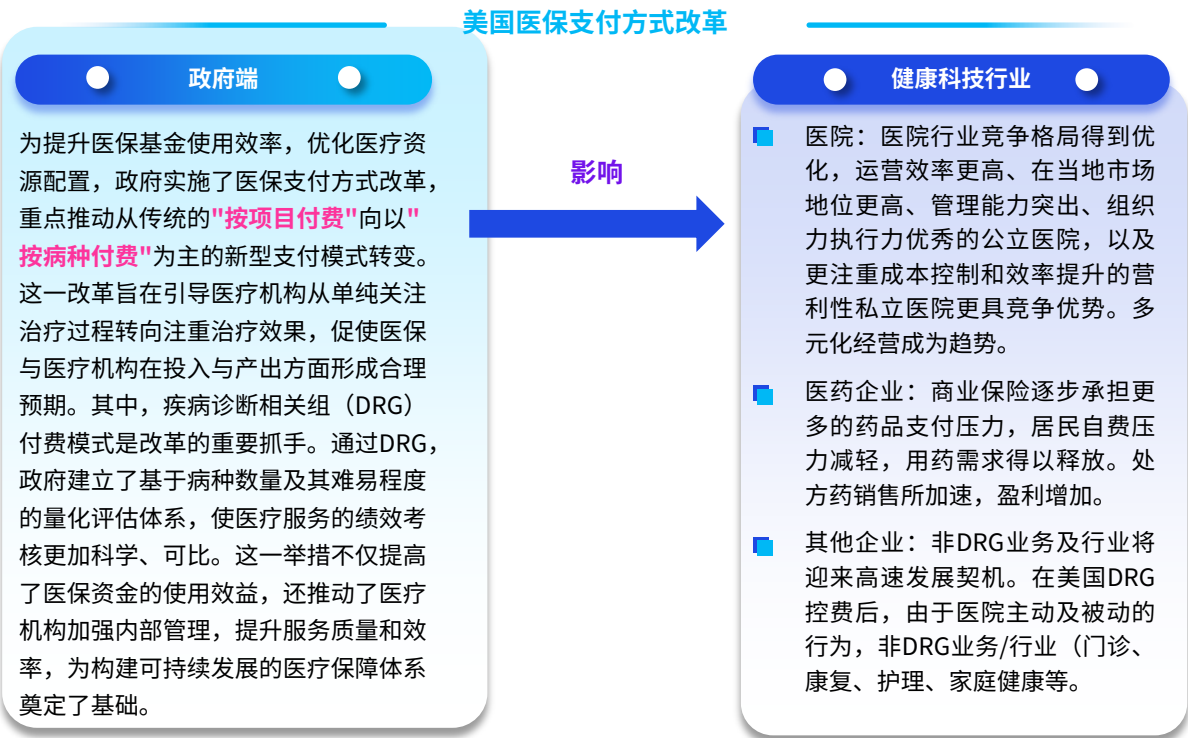 美国医保支付方式改革
政府端
为提升医保基金使用效率，优化医疗资
源配置，政府实施了医保支付方式改革，
重点推动从传统的"按项目付费"向以"
按病种付费"为主的新型支付模式转变。
这一改革旨在引导医疗机构从单纯关注
治疗过程转向注重治疗效果，促使医保
与医疗机构在投入与产出方面形成合理
预期。其中，疾病诊断相关组（DRG）
付费模式是改革的重要抓手。通过DRG，
政府建立了基于病种数量及其难易程度
的量化评估体系，使医疗服务的绩效考
核更加科学、可比。这一举措不仅提高
了医保资金的使用效益，还推动了医疗
机构加强内部管理，提升服务质量和效
率，为构建可持续发展的医疗保障体系
奠定了基础。
影响
健康科技行业
医院：医院行业竞争格局得到优
化，运营效率更高、在当地市场
地位更高、管理能力突出、组织
力执行力优秀的公立医院，以及
更注重成本控制和效率提升的营
利性私立医院更具竞争优势。多
元化经营成为趋势。
医药企业：商业保险逐步承担更
多的药品支付压力，居民自费压
力减轻，用药需求得以释放。处
方药销售所加速，盈利增加。
其他企业：非DRG业务及行业将
迎来高速发展契机。在美国DRG
控费后，由于医院主动及被动的
行为，非DRG业务/行业（门诊、
康复、护理、家庭健康等。